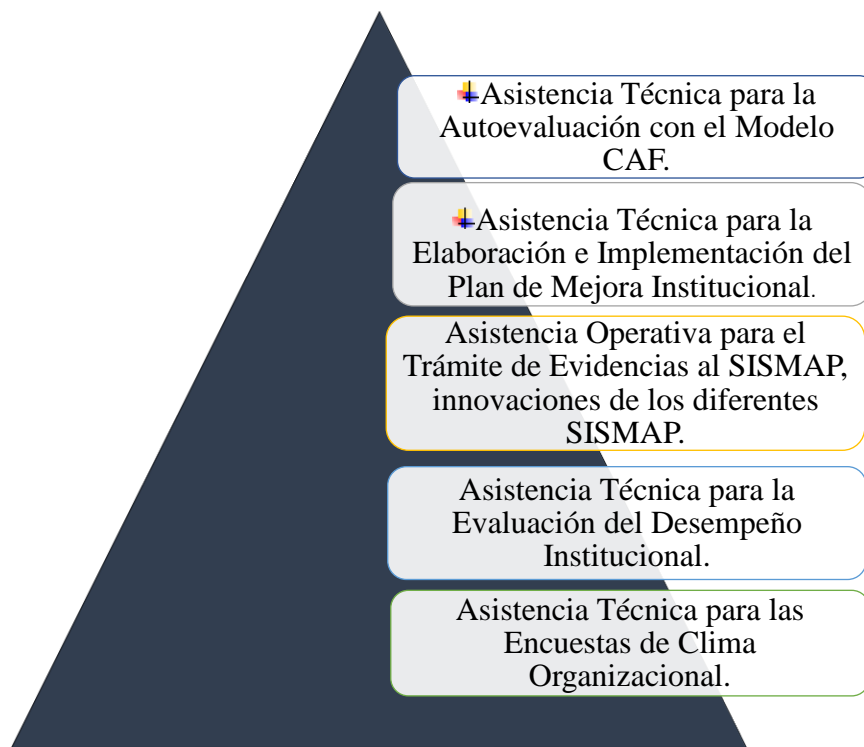 Asistencia Técnica para la
Autoevaluación con el Modelo
CAF.
Asistencia Técnica para la
Elaboración e Implementación del
Plan de Mejora Institucional.
Asistencia Operativa para el
Trámite de Evidencias al SISMAP,
innovaciones de los diferentes
SISMAP.
Asistencia Técnica para la
Evaluación del Desempeño
Institucional.
Asistencia Técnica para las
Encuestas de Clima
Organizacional.